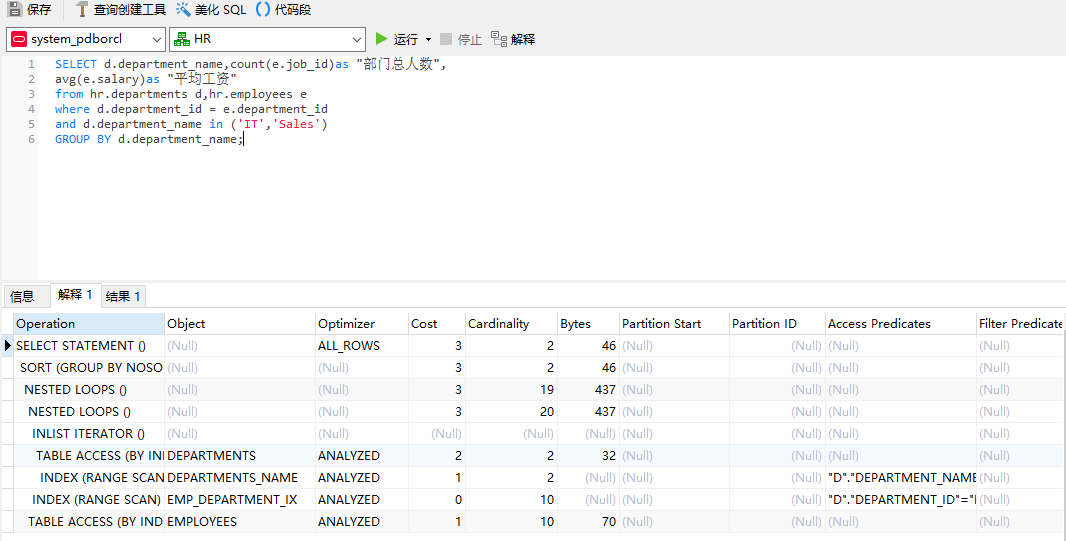 保存 查询创建工具 美化 SQL 代码段
system_pdborcl HR 运行 停止 解释
1 SELECT d.department_name,count(e.job_id)as "部门总人数",
2 avg(e.salary)as "平均工资"
3 from hr.departments d,hr.employees e
4 where d.department_id = e.department_id
5 and d.department_name in ('IT','Sales')
6 GROUP BY d.department_name;
信息 解释 1 结果 1
Operation Object Optimizer Cost Cardinality Bytes Partition Start Partition ID Access Predicates Filter Predicate
SELECT STATEMENT () (Null) ALL_ROWS 3 2 46 (Null) (Null) (Null) (Null)
SORT (GROUP BY NOSO (Null) (Null) 3 2 46 (Null) (Null) (Null) (Null)
NESTED LOOPS () (Null) (Null) 3 19 437 (Null) (Null) (Null) (Null)
NESTED LOOPS () (Null) (Null) 3 20 437 (Null) (Null) (Null) (Null)
INLIST ITERATOR () (Null) (Null) (Null) (Null) (Null) (Null) (Null) (Null) (Null)
TABLE ACCESS (BY INI DEPARTMENTS ANALYZED 2 2 32 (Null) (Null) (Null) (Null)
INDEX (RANGE SCAN DEPARTMENTS_NAME ANALYZED 1 2 (Null) (Null) (Null) "D"."DEPARTMENT_NAME (Null)
INDEX (RANGE SCAN) EMP_DEPARTMENT_IX ANALYZED 0 10 (Null) (Null) (Null) "D"."DEPARTMENT_ID"=" (Null)
TABLE ACCESS (BY IND EMPLOYEES ANALYZED 1 10 70 (Null) (Null) (Null) (Null)